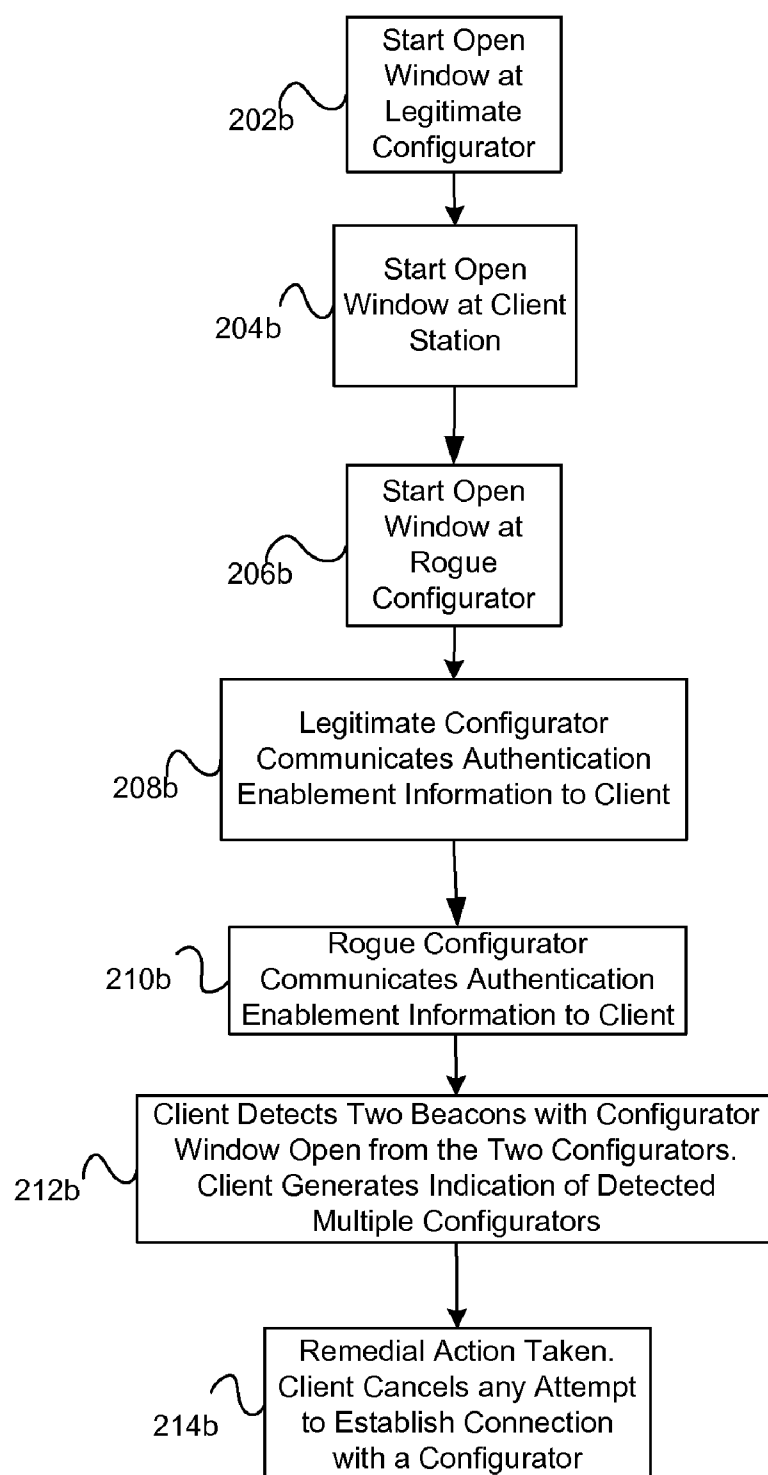 Start Open
Window at
Legitimate
Configurator
202b
Start Open
Window at Client
Station
204b
Start Open
Window at
Rogue
Configurator
206b
Legitimate Configurator
Communicates Authentication
Enablement Information to Client
208b
Rogue Configurator
Communicates Authentication
Enablement Information to Client
210b
Client Detects Two Beacons with Configurator
Window Open from the Two Configurators.
Client Generates Indication of Detected
Multiple Configurators
212b
Remedial Action Taken.
Client Cancels any Attempt
to Establish Connection
with a Configurator
214b